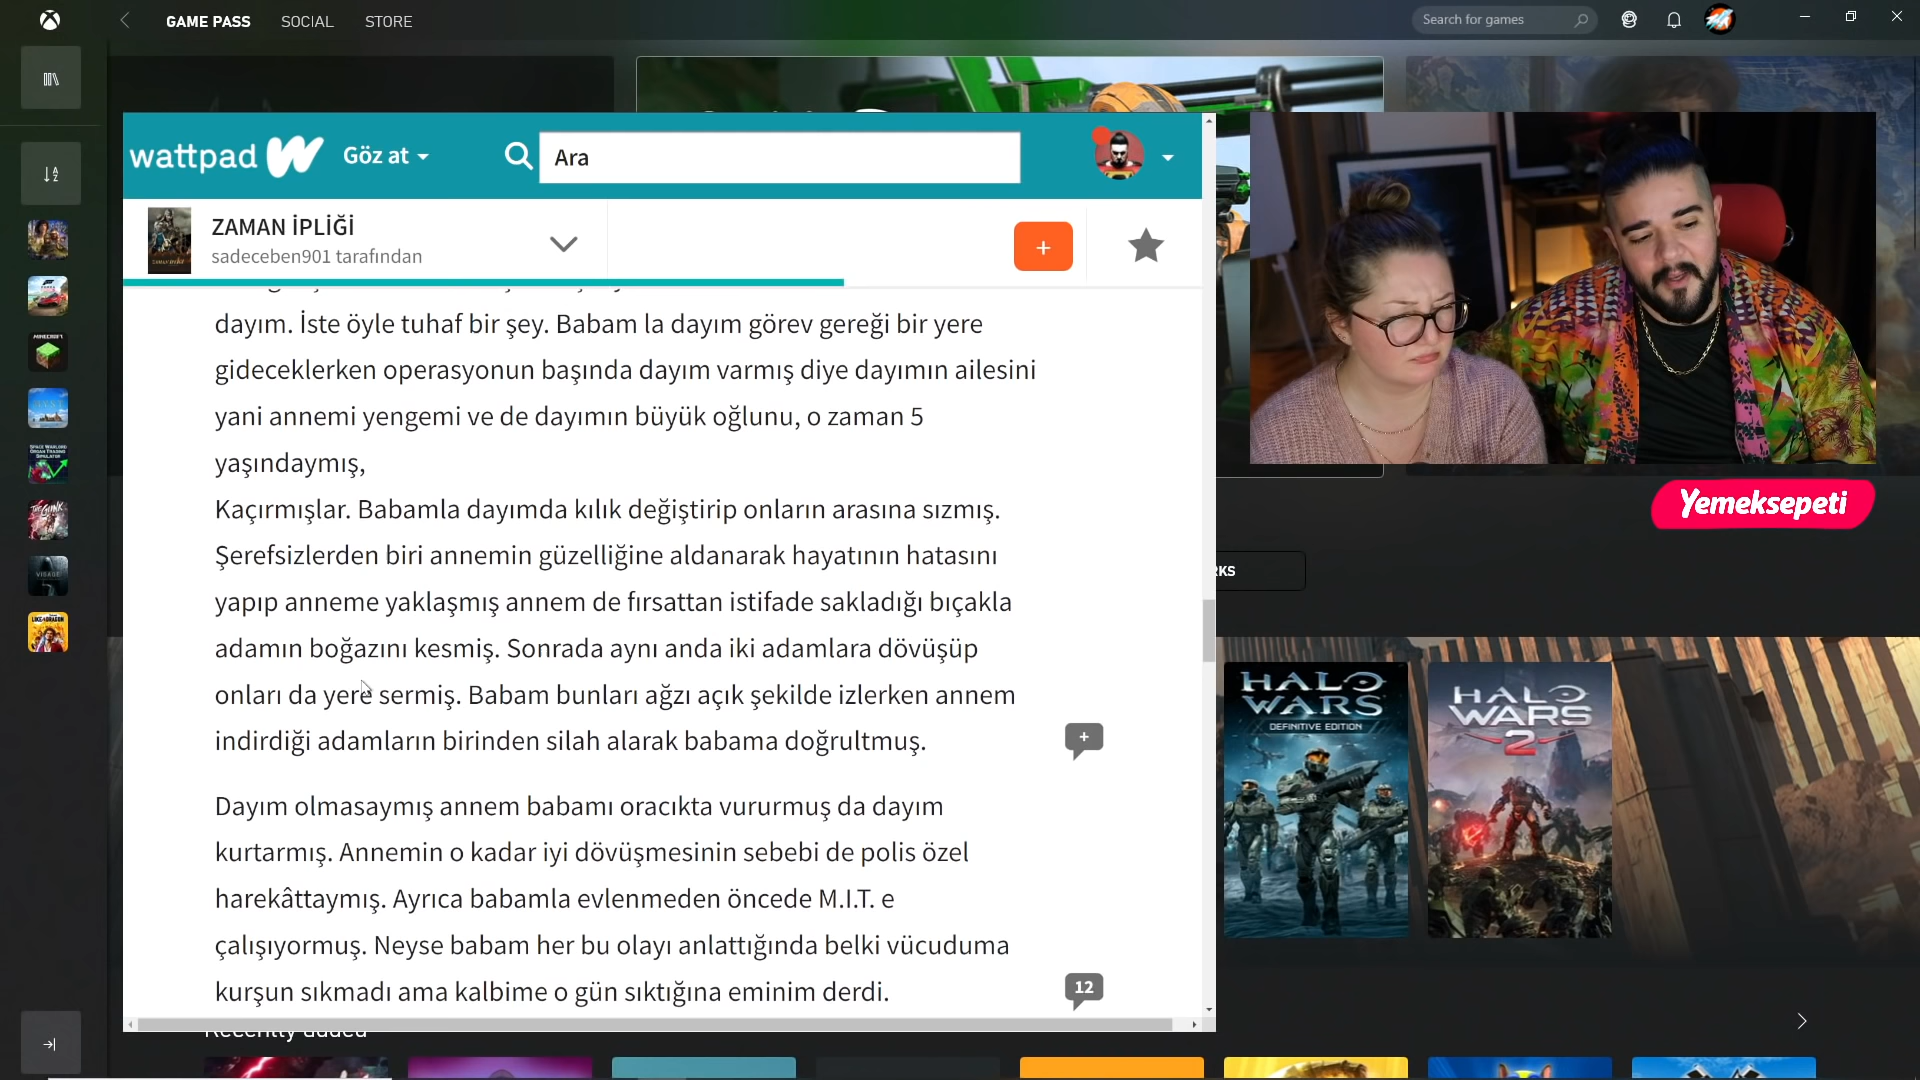 GAME PASS
SOCIAL
STORE
Search for games
wattpad
Göz at
Ara
ZAMAN İPLİĞİ
sadeceben901 tarafından
dayım. İste öyle tuhaf bir şey. Babam la dayım görev gereği bir yere
gideceklerken operasyonun başında dayım varmış diye dayımın ailesini
yani annemi yengemi ve de dayımın büyük oğlunu, o zaman 5
yaşındaymış,
Kaçırmışlar. Babamla dayımda kılık değiştirip onların arasına sızmış.
Şerefsizlerden biri annemin güzelliğine aldanarak hayatının hatasını
yapıp anneme yaklaşmış annem de fırsattan istifade sakladığı bıçakla
adamın boğazını kesmiş. Sonrada aynı anda iki adamlara dövüşüp
onları da yere sermiş. Babam bunları ağzı açık şekilde izlerken annem
indirdiği adamların birinden silah alarak babama doğrultmuş.
+
Dayım olmasaymış annem babamı oracıkta vururmuş da dayım
kurtarmış. Annemin o kadar iyi dövüşmesinin sebebi de polis özel
harekâttaymış. Ayrıca babamla evlenmeden öncede M.I.T. e
çalışıyormuş. Neyse babam her bu olayı anlattığında belki vücuduma
kurşun sıkmadı ama kalbime o gün sıktığına eminim derdi.
12
Yemeksepeti
RKS
HALO
WARS
DEFINITIVE EDITION
HALO
WARS
2
MINECRAFT
Recently added